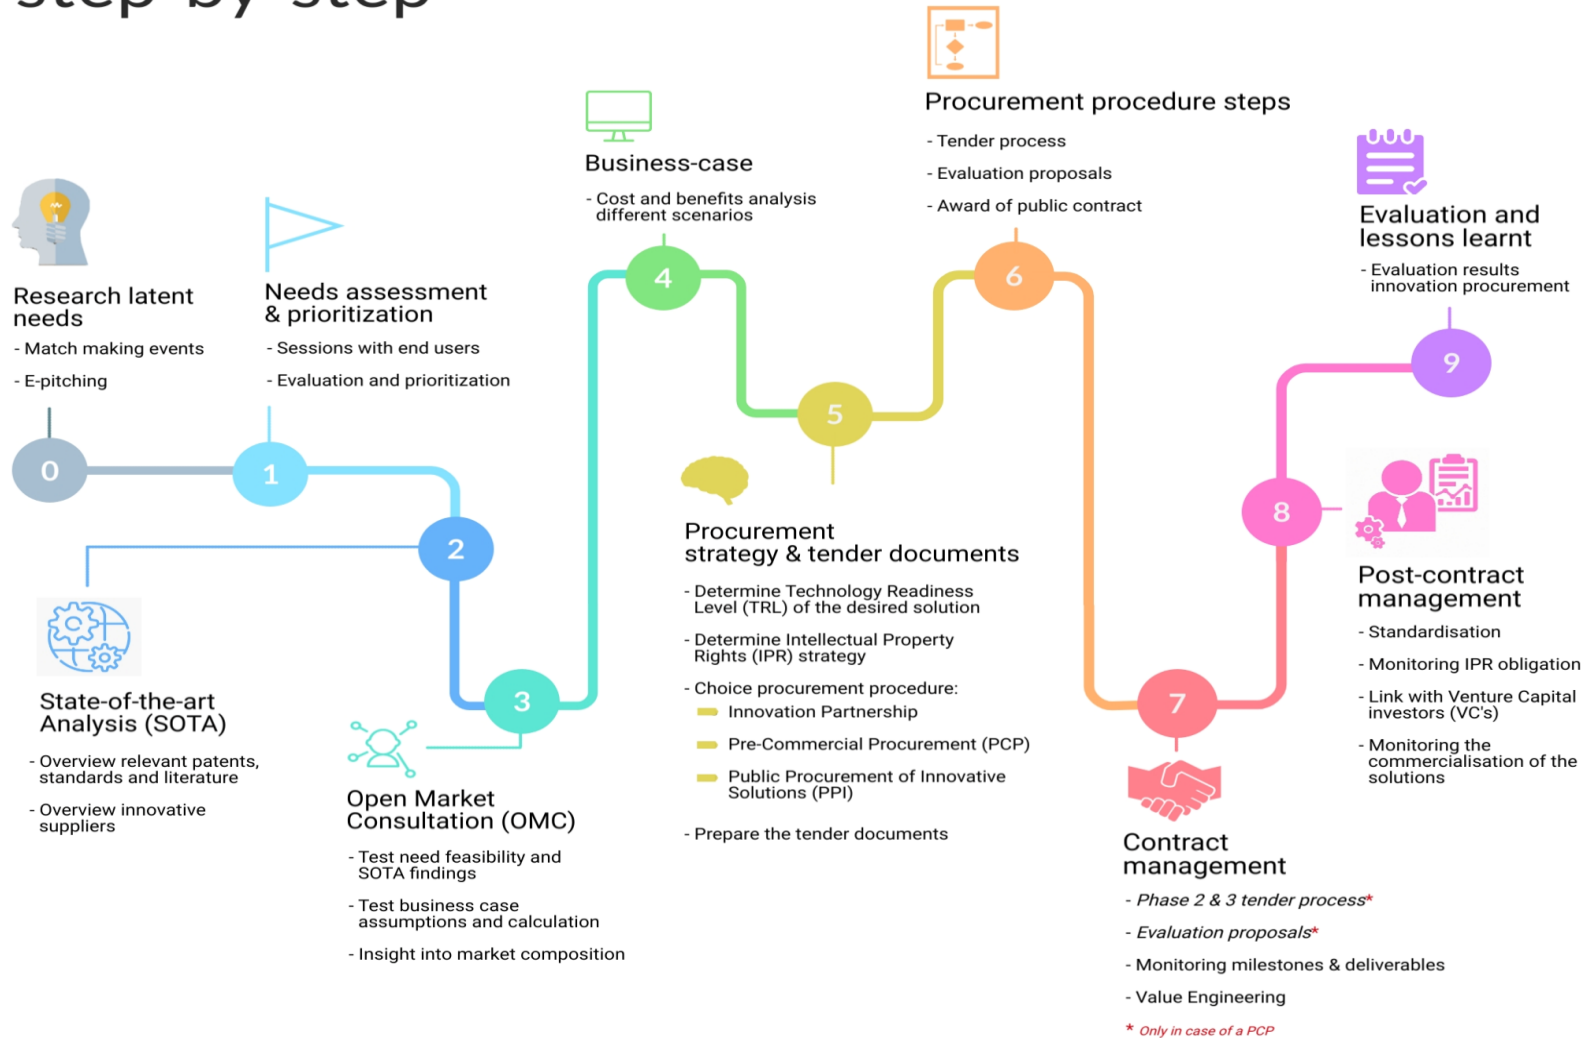 step-by-step
0
Research latent
needs
- Match making events
- E-pitching
1
Needs assessment
& prioritization
- Sessions with end users
- Evaluation and prioritization
2
State-of-the-art
Analysis (SOTA)
- Overview relevant patents,
standards and literature
- Overview innovative
suppliers
3
Open Market
Consultation (OMC)
- Test need feasibility and
SOTA findings
- Test business case
assumptions and calculation
- Insight into market composition
4
Business-case
- Cost and benefits analysis
different scenarios
5
Procurement
strategy & tender documents
- Determine Technology Readiness
Level (TRL) of the desired solution
- Determine Intellectual Property
Rights (IPR) strategy
- Choice procurement procedure:
Innovation Partnership
Pre-Commercial Procurement (PCP)
Public Procurement of Innovative
Solutions (PPI)
- Prepare the tender documents
6
Procurement procedure steps
- Tender process
- Evaluation proposals
- Award of public contract
7
Contract
management
- Phase 2 & 3 tender process*
- Evaluation proposals*
- Monitoring milestones & deliverables
- Value Engineering
* Only in case of a PCP
8
Post-contract
management
- Standardisation
- Monitoring IPR obligation
- Link with Venture Capital
investors (VC's)
- Monitoring the
commercialisation of the
solutions
9
Evaluation and
lessons learnt
- Evaluation results
innovation procurement